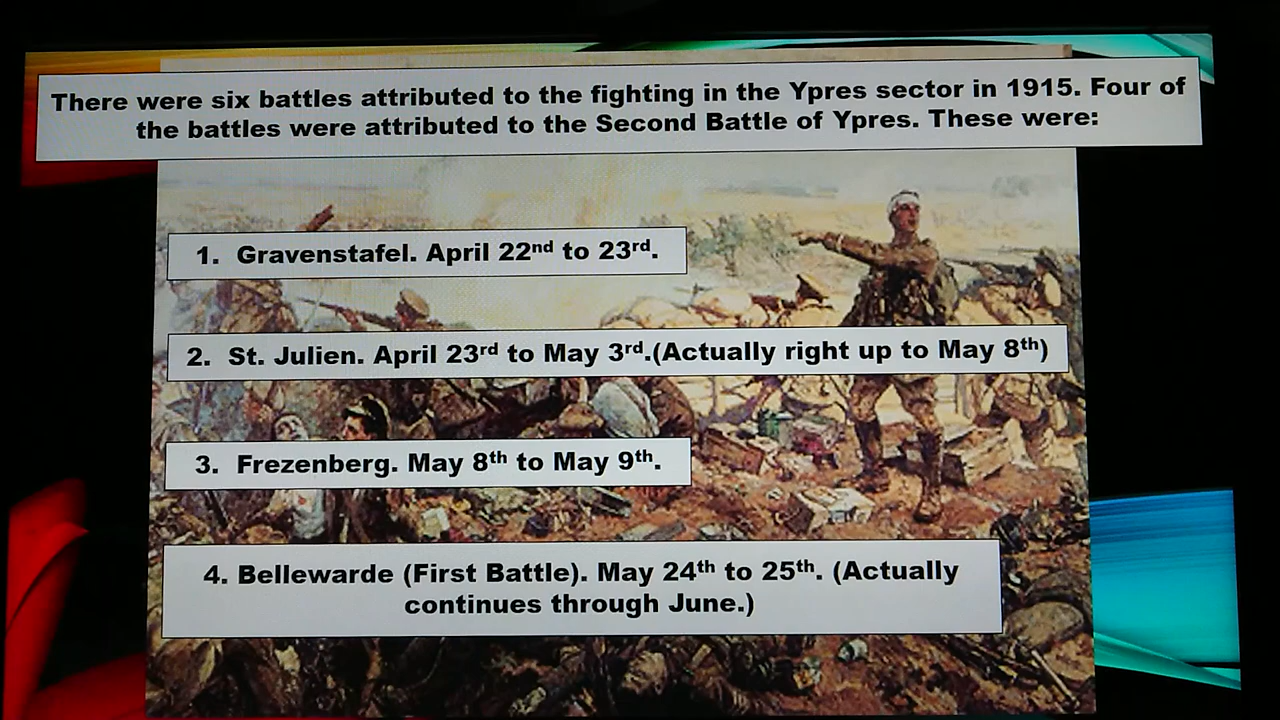 There were six battles attributed to the fighting in the Ypres sector in 1915. Four of
the battles were attributed to the Second Battle of Ypres. These were:
1. Gravenstafel. April 22nd to 23rd.
2. St. Julien. April 23rd to May 3rd.(Actually right up to May 8th)
3. Frezenberg. May 8th to May 9th.
4. Bellewarde (First Battle). May 24th to 25th. (Actually
continues through June.)